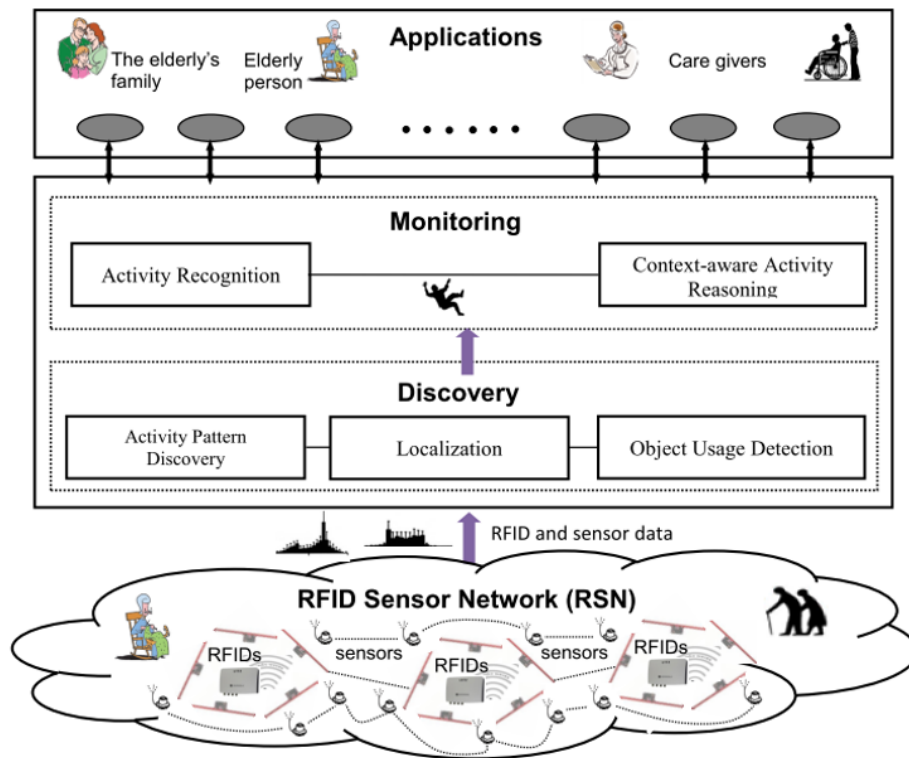 Applications
The elderly's
family
Elderly
person
Care givers
Monitoring
Activity Recognition
Context-aware Activity
Reasoning
Discovery
Activity Pattern
Discovery
Localization
Object Usage Detection
RFID and sensor data
RFID Sensor Network (RSN)
RFIDs
sensors
RFIDs
sensors
RFIDs